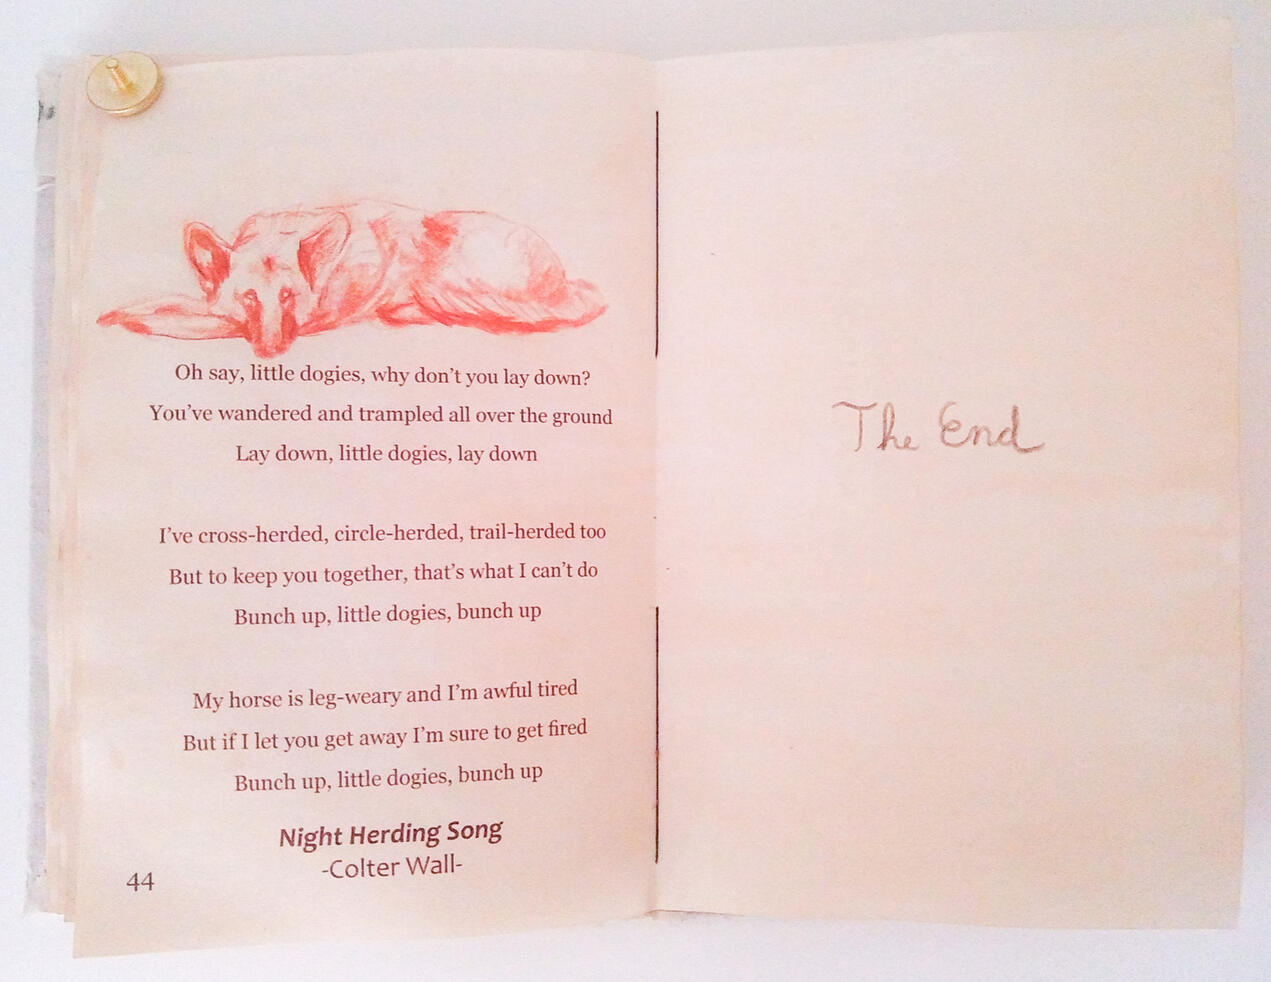 Oh say, little dogies, why don't you lay down?
You've wandered and trampled all over the ground
Lay down, little dogies, lay down
I've cross-herded, circle-herded, trail-herded too
But to keep you together, that's what I can't do
Bunch up, little dogies, bunch up
My horse is leg-weary and I'm awful tired
But if I let you get away I'm sure to get fired
Bunch up, little dogies, bunch up
Night Herding Song
-Colter Wall-
44
The End